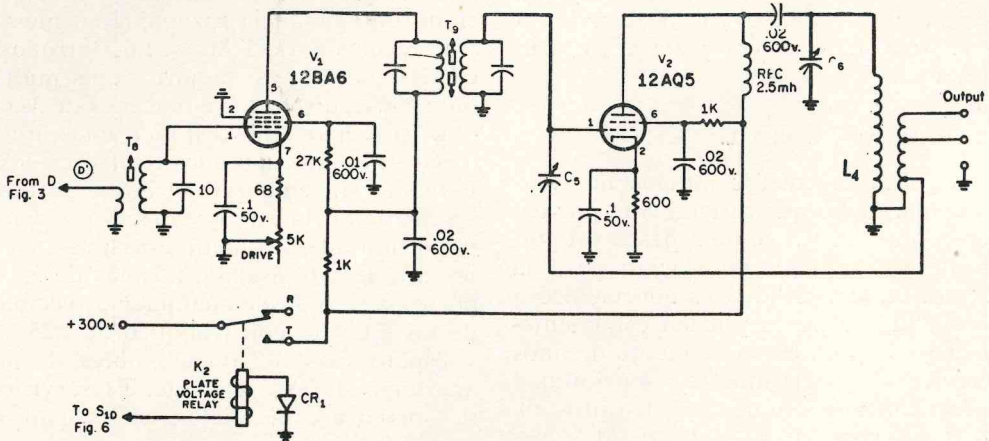 T9
.02
600v.
C6
V1
12BA6
V2
12AQ5
RFC
2.5mh
Output
5
2
6
1
7
1
6
2
1K
T8
D'
From D
Fig. 3
10
.1
50v.
68
27K
.01
600v.
C5
.1
50v.
600
.02
600v.
L4
5K
DRIVE
1K
.02
600v.
+300v.
R
T
K2
PLATE
VOLTAGE
RELAY
CR1
To S1D
Fig. 6